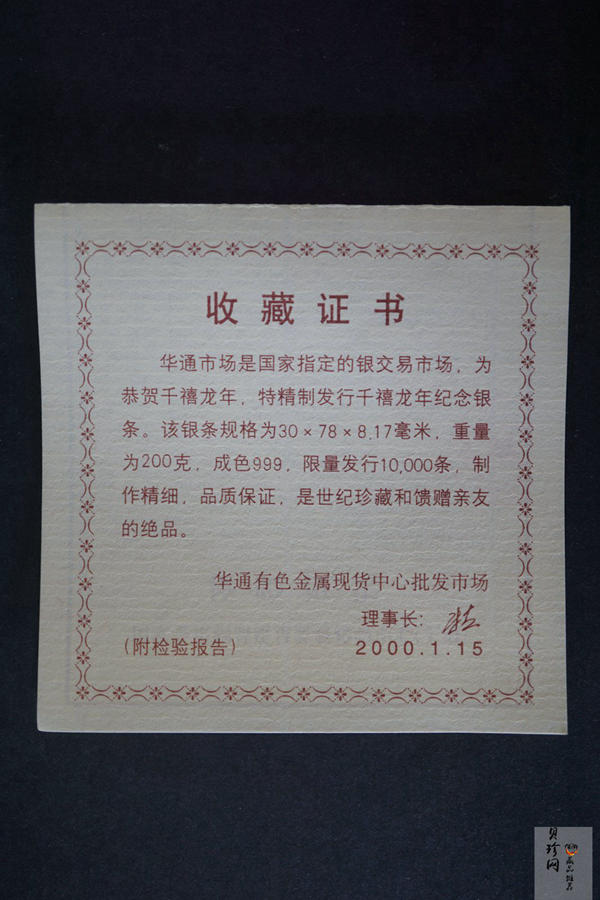 收藏证书
华通市场是国家指定的银交易市场，为
恭贺千禧龙年，特精制发行千禧龙年纪念银
条。该银条规格为30×78×8.17毫米，重量
为200克，成色999，限量发行10,000条，制
作精细，品质保证，是世纪珍藏和馈赠亲友
的绝品。
华通有色金属现货中心批发市场
理事长：
（附检验报告）
2000.1.15
贝珍网
藏品推荐